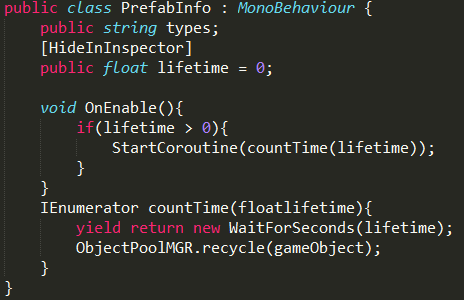 public class PrefabInfo : MonoBehaviour {
    public string types;
    [HideInInspector]
    public float lifetime = 0;

    void OnEnable(){
        if(lifetime > 0){
            StartCoroutine(countTime(lifetime));
        }
    }
    IEnumerator countTime(floatlifetime){
        yield return new WaitForSeconds(lifetime);
        ObjectPoolMGR.recycle(gameObject);
    }
}